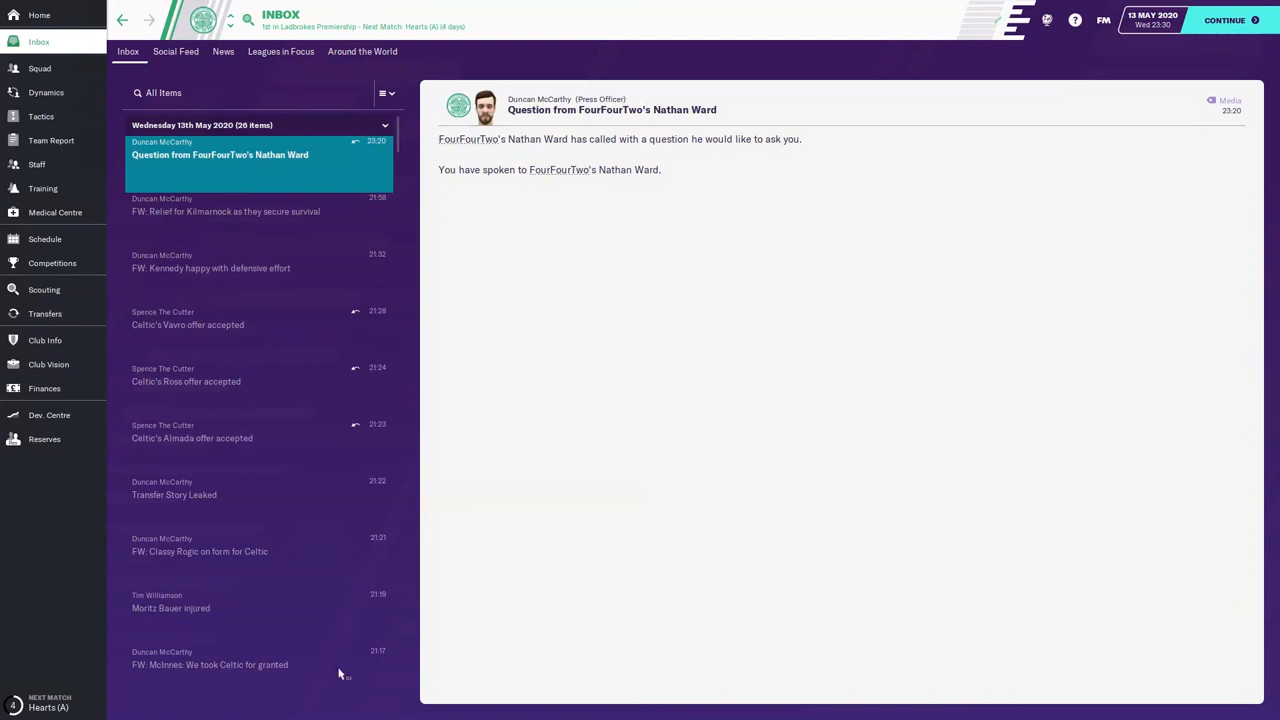 Home
Inbox
Squad
Dynamics
Tactics
Team Report
Staff
Training
Medical Centre
Schedule
Competitions
Scouting
Transfers
Club Info
Club Vision
Finances
Dev. Centre
Reserves
4
NEXT MATCH
Hearts (A)
INBOX
1st in Ladbrokes Premiership - Next Match: Hearts (A) (4 days)
?
FM
13 MAY 2020
Wed 23:30
CONTINUE
Inbox Social Feed News Leagues in Focus Around the World
All Items
Wednesday 13th May 2020 (26 items)
Duncan McCarthy 23:20
Question from FourFourTwo's Nathan Ward
Duncan McCarthy 21:58
FW: Relief for Kilmarnock as they secure survival
Duncan McCarthy 21:32
FW: Kennedy happy with defensive effort
Spence The Cutter 21:28
Celtic's Vavro offer accepted
Spence The Cutter 21:24
Celtic's Ross offer accepted
Spence The Cutter 21:23
Celtic's Almada offer accepted
Duncan McCarthy 21:22
Transfer Story Leaked
Duncan McCarthy 21:21
FW: Classy Rogic on form for Celtic
Tim Williamson 21:19
Moritz Bauer injured
Duncan McCarthy 21:17
FW: McInnes: We took Celtic for granted
Duncan McCarthy (Press Officer)
Question from FourFourTwo's Nathan Ward
Media
23:20
FourFourTwo's Nathan Ward has called with a question he would like to ask you.
You have spoken to FourFourTwo's Nathan Ward.